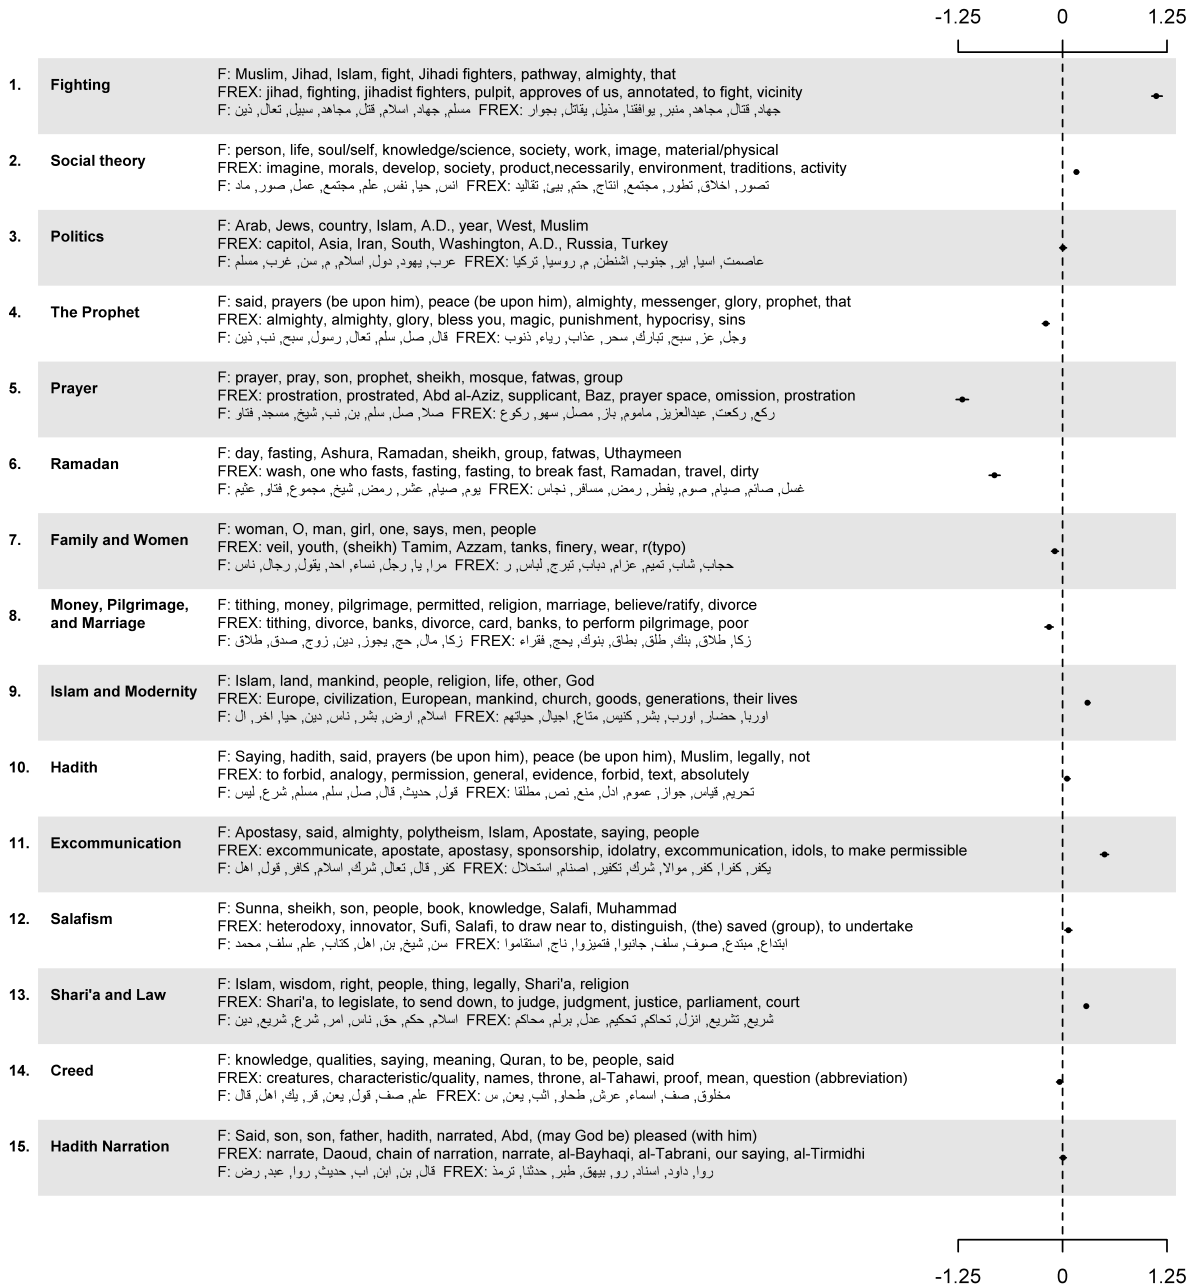 -1.25 0 1.25
1. Fighting
F: Muslim, Jihad, Islam, fight, Jihadi fighters, pathway, almighty, that
FREX: jihad, fighting, jihadist fighters, pulpit, approves of us, annotated, to fight, vicinity
F: مسلم, جهاد, اسلام, قتل, مجاهد, سبيل, تعال, ذين FREX: جهاد, قتال, مجاهد, منبر, يوافقنا, مذيل, يقاتل, بجوار
2. Social theory
F: person, life, soul/self, knowledge/science, society, work, image, material/physical
FREX: imagine, morals, develop, society, product,necessarily, environment, traditions, activity
F: انس, حيا, نفس, علم, مجتمع, عمل, صور, ماد FREX: تصور, اخلاق, تطور, مجتمع, انتاج, حتم, بيئ, تقاليد
3. Politics
F: Arab, Jews, country, Islam, A.D., year, West, Muslim
FREX: capitol, Asia, Iran, South, Washington, A.D., Russia, Turkey
F: عرب, يهود, دول, اسلام, م, سن, غرب, مسلم FREX: عاصمت, اسيا, اير, جنوب, اشنطن, م, روسيا, تركيا
4. The Prophet
F: said, prayers (be upon him), peace (be upon him), almighty, messenger, glory, prophet, that
FREX: almighty, almighty, glory, bless you, magic, punishment, hypocrisy, sins
F: قال, صل, سلم, تعال, رسول, سبح, نب, ذين FREX: وجل, عز, سبح, تبارك, سحر, عذاب, رياء, ذنوب
5. Prayer
F: prayer, pray, son, prophet, sheikh, mosque, fatwas, group
FREX: prostration, prostrated, Abd al-Aziz, supplicant, Baz, prayer space, omission, prostration
F: صلا, صل, سلم, بن, نب, شيخ, مسجد, فتاو FREX: ركع, ركعت, عبدالعزيز, ماموم, باز, مصل, سهو, ركوع
6. Ramadan
F: day, fasting, Ashura, Ramadan, sheikh, group, fatwas, Uthaymeen
FREX: wash, one who fasts, fasting, fasting, to break fast, Ramadan, travel, dirty
F: يوم, صيام, عشر, رمض, شيخ, مجموع, فتاو, عثيم FREX: غسل, صائم, صيام, صوم, يفطر, رمض, مسافر, نجاس
7. Family and Women
F: woman, O, man, girl, one, says, men, people
FREX: veil, youth, (sheikh) Tamim, Azzam, tanks, finery, wear, r(typo)
F: مرا, يا, رجل, نساء, احد, يقول, رجال, ناس FREX: حجاب, شاب, تميم, عزام, دباب, تبرج, لباس, ر
8. Money, Pilgrimage,
and Marriage
F: tithing, money, pilgrimage, permitted, religion, marriage, believe/ratify, divorce
FREX: tithing, divorce, banks, divorce, card, banks, to perform pilgrimage, poor
F: زكا, مال, حج, يجوز, دين, زوج, صدق, طلاق FREX: زكا, طلاق, بنك, طلق, بطاق, بنوك, يحج, فقراء
9. Islam and Modernity
F: Islam, land, mankind, people, religion, life, other, God
FREX: Europe, civilization, European, mankind, church, goods, generations, their lives
F: اسلام, ارض, بشر, ناس, دين, حيا, اخر, ال FREX: اوربا, حضار, اورب, بشر, كنيس, متاع, اجيال, حياتهم
10. Hadith
F: Saying, hadith, said, prayers (be upon him), peace (be upon him), Muslim, legally, not
FREX: to forbid, analogy, permission, general, evidence, forbid, text, absolutely
F: قول, حديث, قال, صل, سلم, مسلم, شرع, ليس FREX: تحريم, قياس, جواز, عموم, ادل, منع, نص, مطلقا
11. Excommunication
F: Apostasy, said, almighty, polytheism, Islam, Apostate, saying, people
FREX: excommunicate, apostate, apostasy, sponsorship, idolatry, excommunication, idols, to make permissible
F: كفر, قال, تعال, شرك, اسلام, كافر, قول, اهل FREX: يكفر, كفرا, كفر, موالا, شرك, تكفير, اصنام, استحلال
12. Salafism
F: Sunna, sheikh, son, people, book, knowledge, Salafi, Muhammad
FREX: heterodoxy, innovator, Sufi, Salafi, to draw near to, distinguish, (the) saved (group), to undertake
F: سن, شيخ, بن, اهل, كتاب, علم, سلف, محمد FREX: ابتداع, مبتدع, صوف, سلف, جانبوا, فتميزوا, ناج, استقاموا
13. Shari'a and Law
F: Islam, wisdom, right, people, thing, legally, Shari'a, religion
FREX: Shari'a, to legislate, to send down, to judge, judgment, justice, parliament, court
F: اسلام, حكم, حق, ناس, امر, شرع, شريع, دين FREX: شريع, تشريع, انزل, تحاكم, تحكيم, عدل, برلم, محاكم
14. Creed
F: knowledge, qualities, saying, meaning, Quran, to be, people, said
FREX: creatures, characteristic/quality, names, throne, al-Tahawi, proof, mean, question (abbreviation)
F: علم, صف, قول, يعن, قر, يك, اهل, قال FREX: مخلوق, صف, اسماء, عرش, طحاو, اثب, يعن, س
15. Hadith Narration
F: Said, son, son, father, hadith, narrated, Abd, (may God be) pleased (with him)
FREX: narrate, Daoud, chain of narration, narrate, al-Bayhaqi, al-Tabrani, our saying, al-Tirmidhi
F: قال, بن, ابن, اب, حديث, روا, عبد, رض FREX: روا, داود, اسناد, رو, بيهق, طبر, حدثنا, ترمذ
-1.25 0 1.25